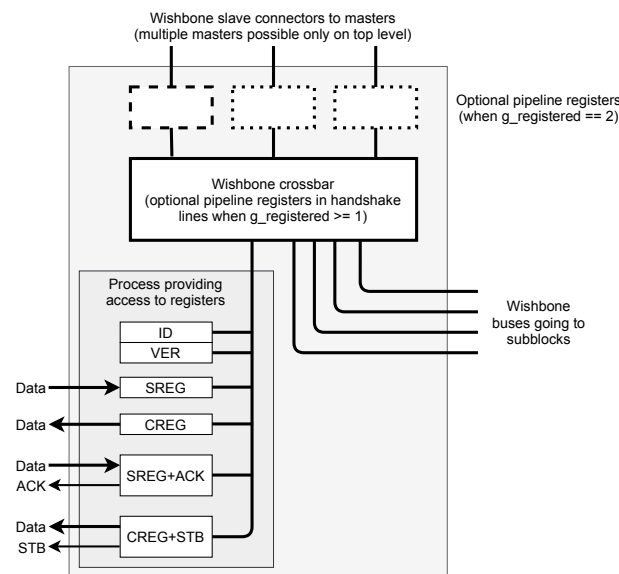 Wishbone slave connectors to masters
(multiple masters possible only on top level)
Optional pipeline registers
(when g_registered == 2)
Wishbone crossbar
(optional pipeline registers in handshake
lines when g_registered >= 1)
Process providing
access to registers
Wishbone
buses going to
subblocks
ID
VER
Data
SREG
Data
CREG
Data
SREG+ACK
ACK
Data
CREG+STB
STB